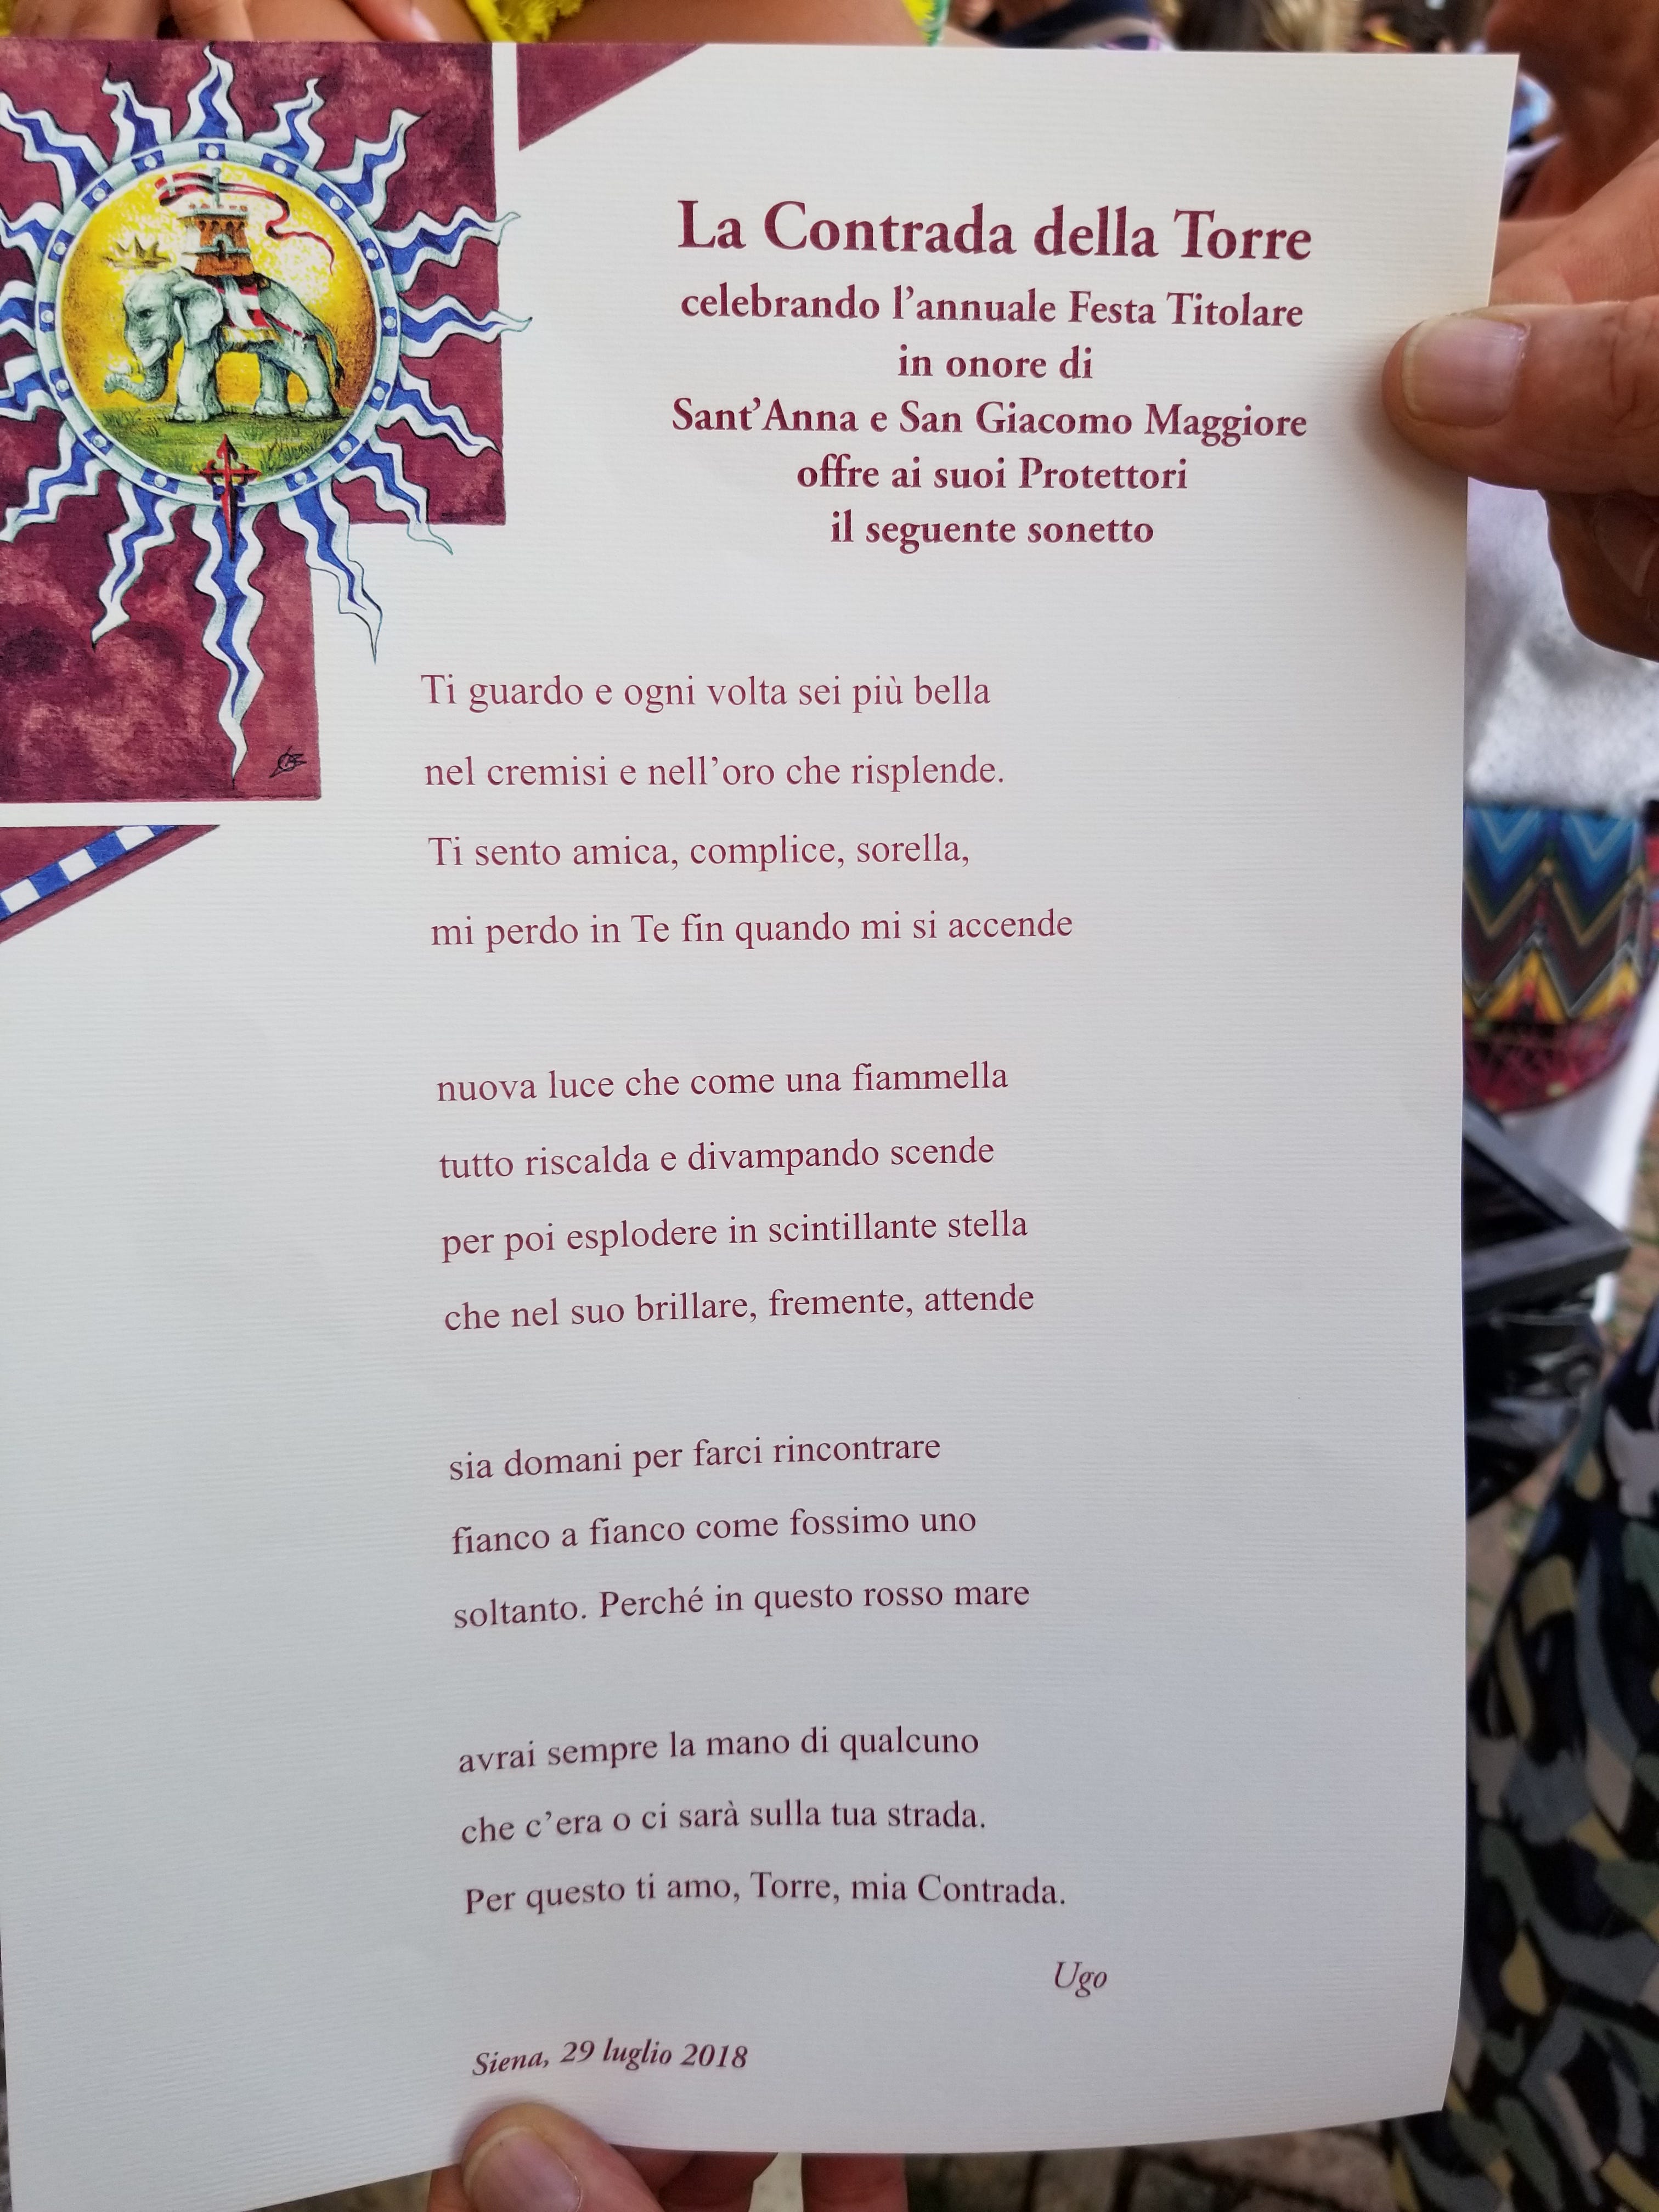 La Contrada della Torre
celebrando l'annuale Festa Titolare
in onore di
Sant'Anna e San Giacomo Maggiore
offre ai suoi Protettori
il seguente sonetto
Ti guardo e ogni volta sei più bella
nel cremisi e nell'oro che risplende.
Ti sento amica, complice, sorella,
mi perdo in Te fin quando mi si accende
nuova luce che come una fiammella
tutto riscalda e divampando scende
per poi esplodere in scintillante stella
che nel suo brillare, fremente, attende
sia domani per farci rincontrare
fianco a fianco come fossimo uno
soltanto. Perché in questo rosso mare
avrai sempre la mano di qualcuno
che c'era o ci sarà sulla tua strada.
Per questo ti amo, Torre, mia Contrada.
Ugo
Siena, 29 luglio 2018